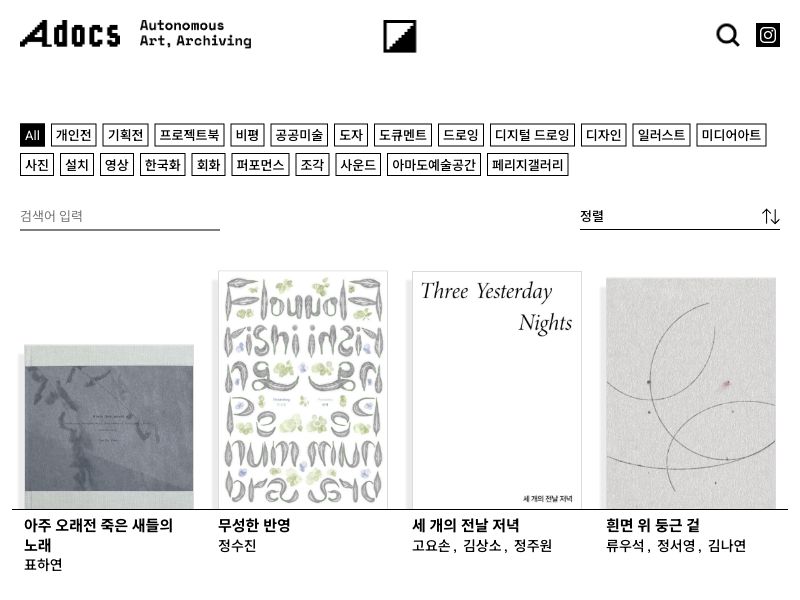 Adocs
Autonomous
Art, Archiving
All 개인전 기획전 프로젝트북 비평 공공미술 도자 도큐멘트 드로잉 디지털 드로잉 디자인 일러스트 미디어아트
사진 설치 영상 한국화 회화 퍼포먼스 조각 사운드 아마도예술공간 페리지갤러리
검색어 입력
정렬
Three Yesterday
Nights
세 개의 전날 저녁
아주 오래전 죽은 새들의
노래
표하연
무성한 반영
정수진
세 개의 전날 저녁
고요손, 김상소, 정주원
흰면 위 둥근 겉
류우석, 정서영, 김나연